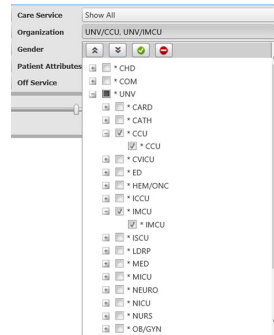 Care Service
Show All
Organization
UNV/CCU, UNV/IMCU
Gender
Patient Attributes
Off Service
* CHD
* COM
* UNV
* CARD
* CATH
* CCU
* CCU
* CVICU
* ED
* HEM/ONC
* ICCU
* IMCU
* IMCU
* ISCU
* LDRP
* MED
* MICU
* NEURO
* NICU
* NURS
* OB/GYN